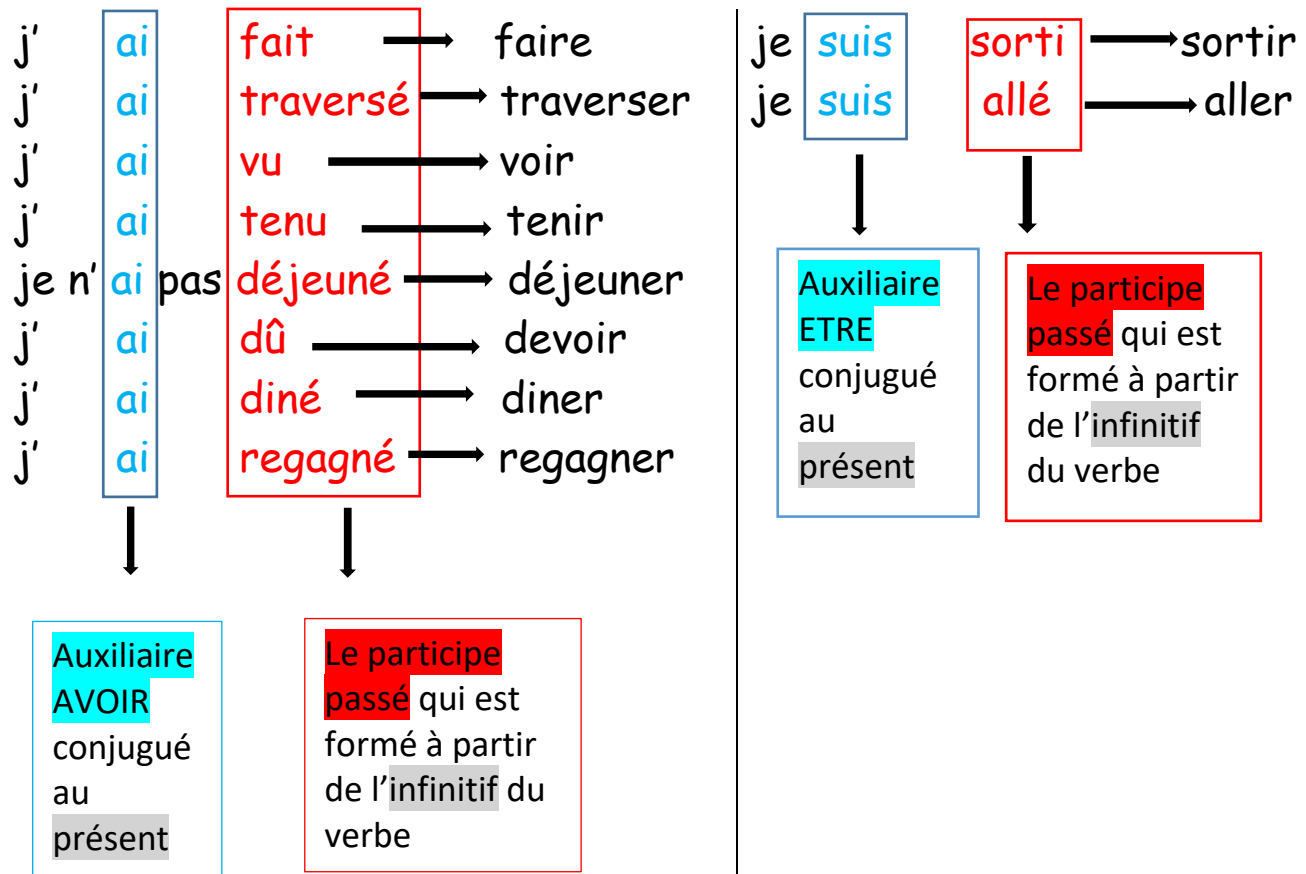 j' ai fait faire
j' ai traversé traverser
j' ai vu voir
j' ai tenu tenir
je n' ai pas déjeuné déjeuner
j' ai dû devoir
j' ai diné diner
j' ai regagné regagner
Auxiliaire
AVOIR
conjugué
au
présent
Le participe
passé qui est
formé à partir
de l'infinitif du
verbe
je suis sorti sortir
je suis allé aller
Auxiliaire
ETRE
conjugué
au
présent
Le participe
passé qui est
formé à partir
de l'infinitif
du verbe